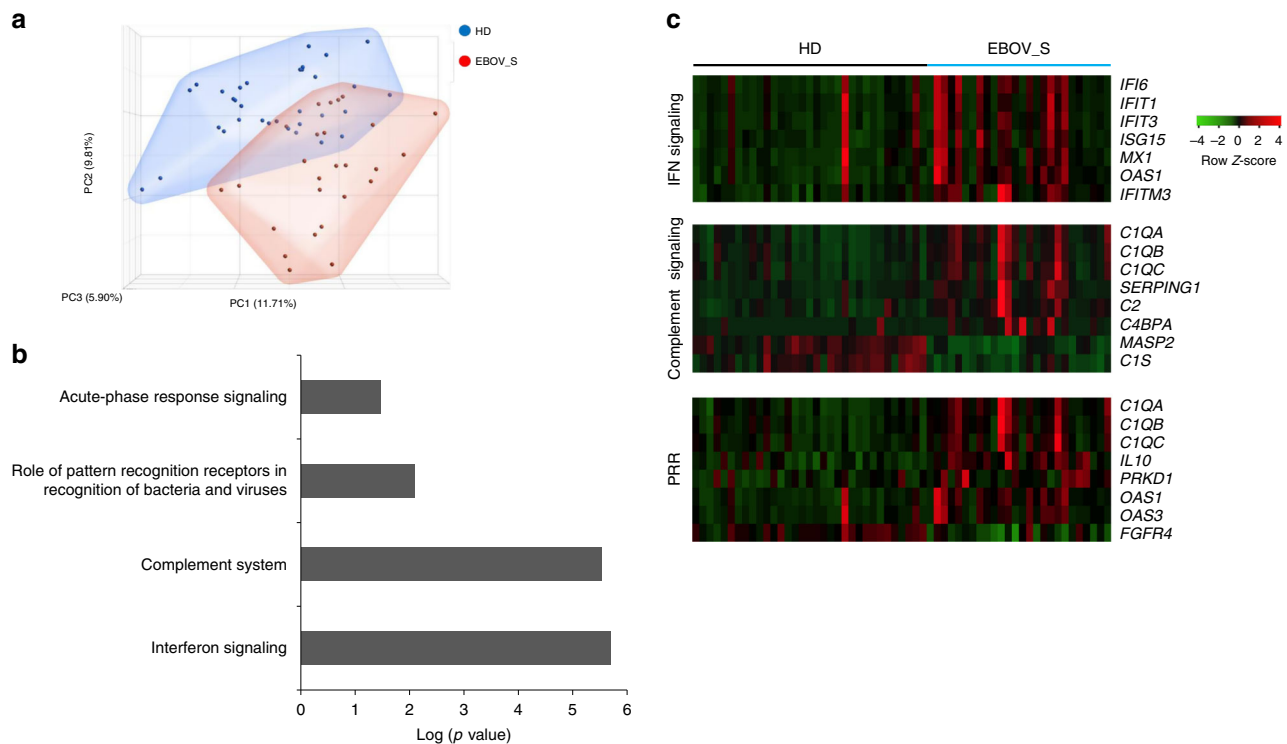 a
HD
EBOV_S
PC2 (9.81%)
PC3 (5.90%)
PC1 (11.71%)
b
Acute-phase response signaling
Role of pattern recognition receptors in
recognition of bacteria and viruses
Complement system
Interferon signaling
0 1 2 3 4 5 6
Log (p value)
c
HD EBOV_S
IFN signaling
IFI6
IFIT1
IFIT3
ISG15
MX1
OAS1
IFITM3
–4 –2 0 2 4
Row Z-score
Complement signaling
C1QA
C1QB
C1QC
SERPING1
C2
C4BPA
MASP2
C1S
PRR
C1QA
C1QB
C1QC
IL10
PRKD1
OAS1
OAS3
FGFR4